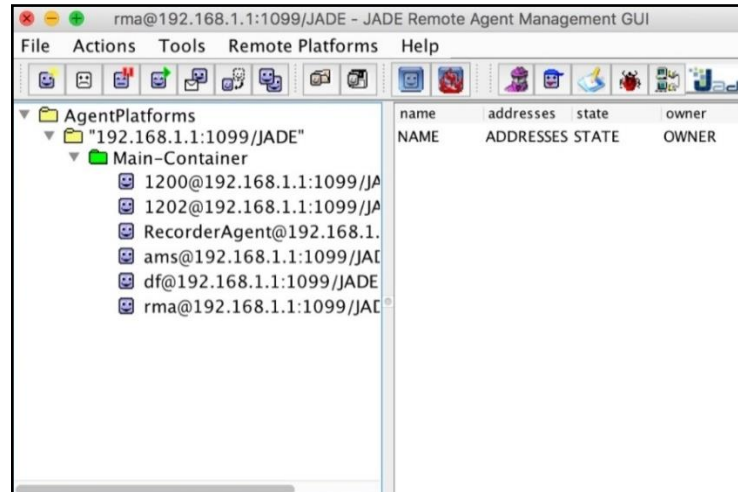 rma@192.168.1.1:1099/JADE - JADE Remote Agent Management GUI
File Actions Tools Remote Platforms Help
AgentPlatforms
"192.168.1.1:1099/JADE"
Main-Container
1200@192.168.1.1:1099/JA
1202@192.168.1.1:1099/JA
RecorderAgent@192.168.1.
ams@192.168.1.1:1099/JAD
df@192.168.1.1:1099/JADE
rma@192.168.1.1:1099/JAD
name addresses state owner
NAME ADDRESSES STATE OWNER